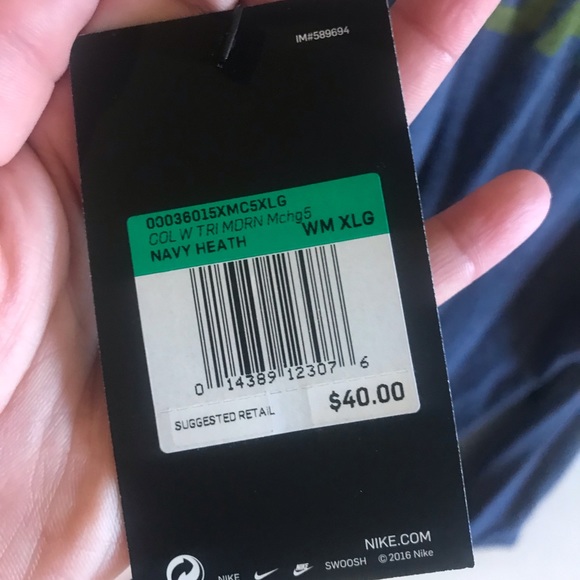 IM#589694
00036015XMC5XLG
COL W TRI MDRN Mchg5
NAVY HEATH WM XLG
0 14389 12307 6
SUGGESTED RETAIL $40.00
NIKE.COM
NIKE SWOOSH © 2016 Nike